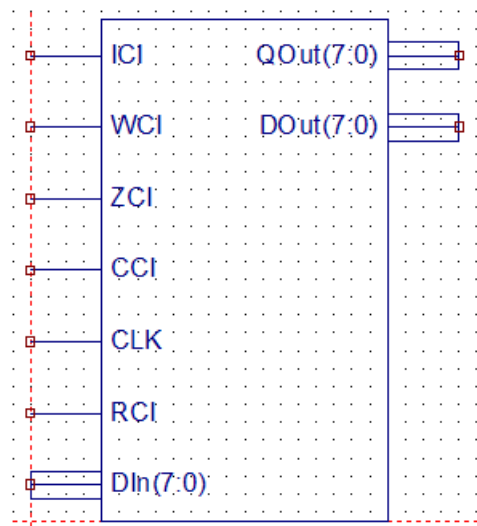 ICI QOut(7:0)
WCI DOut(7:0)
ZCI
CCI
CLK
RCI
DIn(7:0)